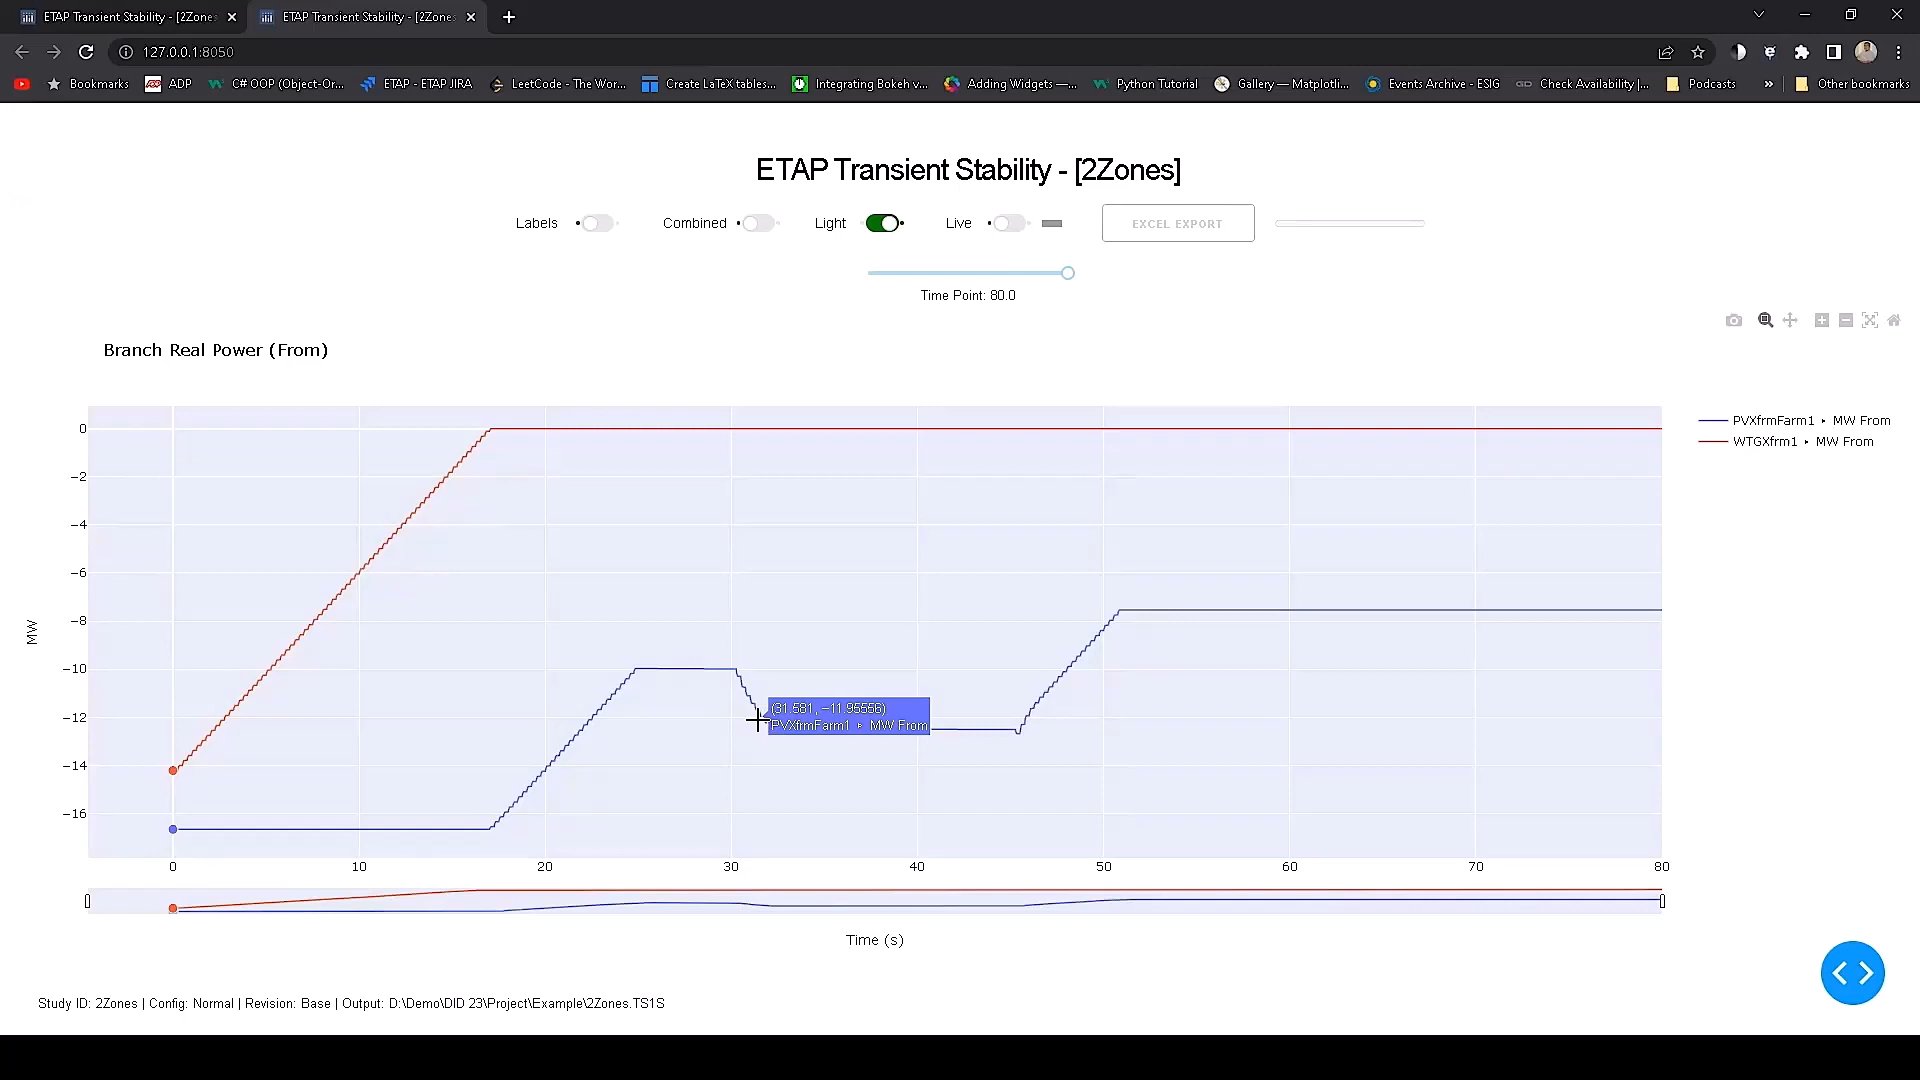 ETAP Transient Stability - [2Zones
ETAP Transient Stability - [2Zones
127.0.0.1:8050
Bookmarks
ADP
C# OOP (Object-Or...
ETAP - ETAP JIRA
LeetCode - The Wor...
Create LaTeX tables...
Integrating Bokeh v...
Adding Widgets —...
Python Tutorial
Gallery — Matplotli...
Events Archive - ESIG
Check Availability |...
Podcasts
»
Other bookmarks
ETAP Transient Stability - [2Zones]
Labels
Combined
Light
Live
EXCEL EXPORT
Time Point: 80.0
Branch Real Power (From)
PVXfrmFarm1 ▸ MW From
WTGXfrm1 ▸ MW From
0
−2
−4
−6
−8
−10
−12
−14
−16
MW
(31.581, −11.95556)
PVXfrmFarm1 ▸ MW From
0 10 20 30 40 50 60 70 80
Time (s)
Study ID: 2Zones | Config: Normal | Revision: Base | Output: D:\Demo\DID 23\Project\Example\2Zones.TS1S